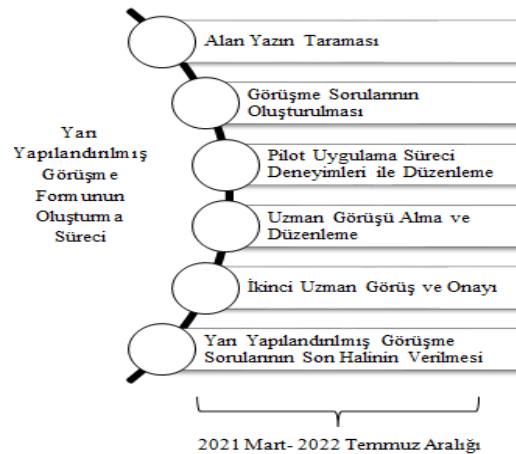 Alan Yazın Taraması
Görüşme Sorularının
Oluşturulması
Yarı
Yapılandırılmış
Görüşme
Formunun
Oluşturma
Süreci
Pilot Uygulama Süreci
Deneyimleri ile Düzenleme
Uzman Görüşü Alma ve
Düzenleme
İkinci Uzman Görüş ve Onayı
Yarı Yapılandırılmış Görüşme
Sorularının Son Halinin Verilmesi
2021 Mart- 2022 Temmuz Aralığı